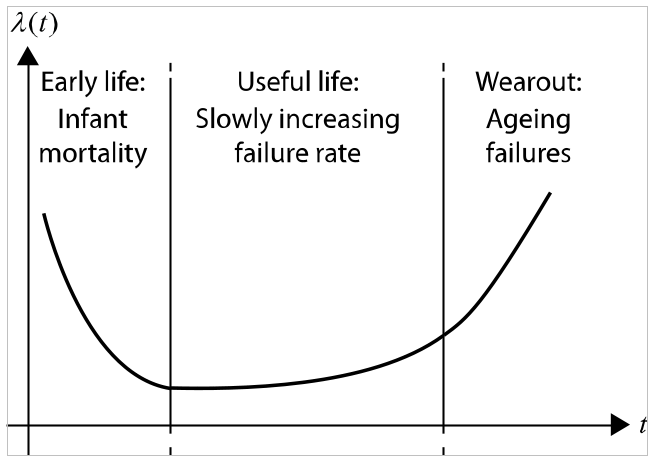 λ(t)
Early life:
Infant
mortality
Useful life:
Slowly increasing
failure rate
Wearout:
Ageing
failures
t